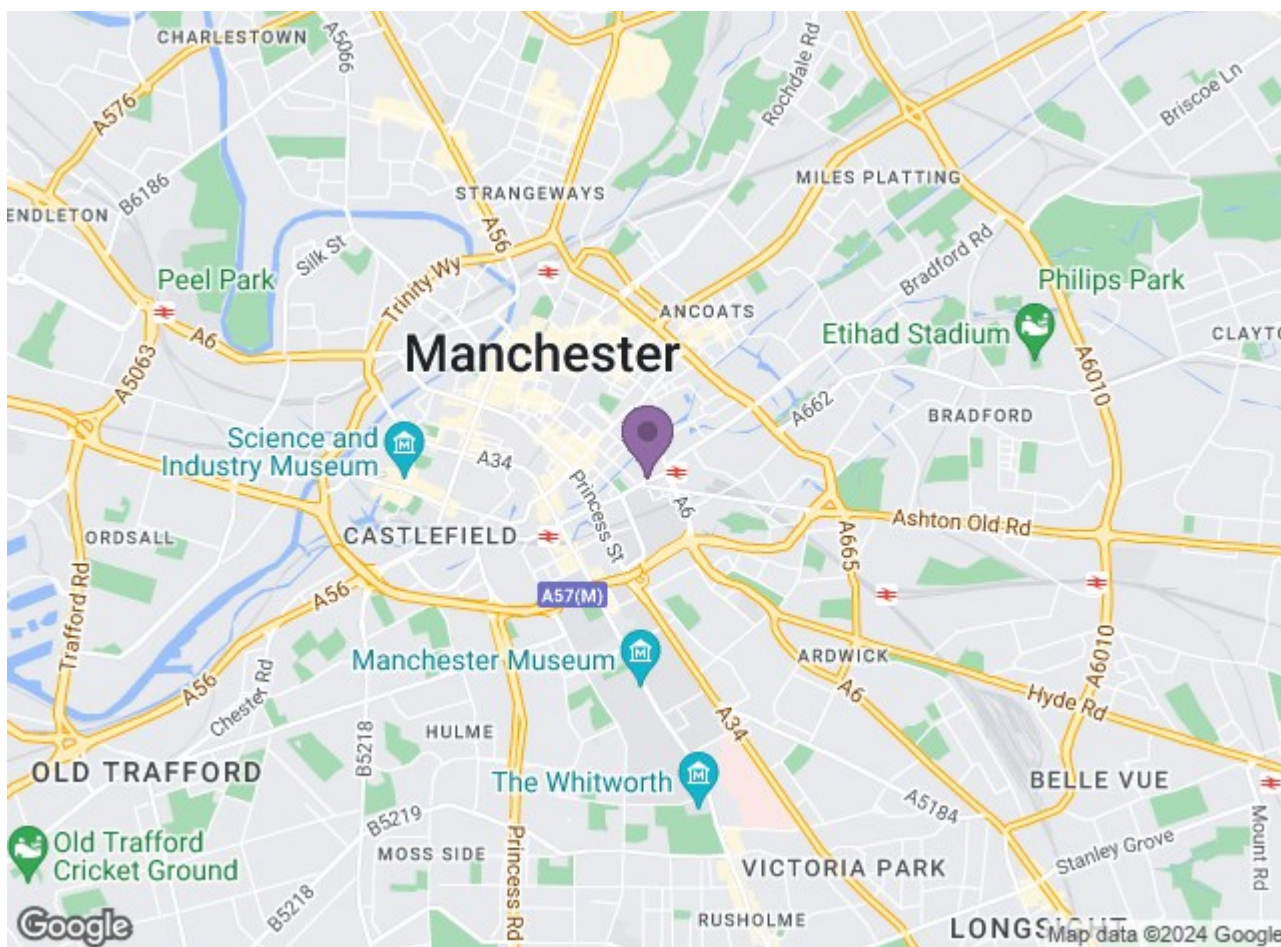 CHARLESTOWN
A5066
Rochdale Rd
Briscoe Ln
A576
B6186
STRANGEWAYS
MILES PLATTING
ENDLETON
A56
Silk St
Bradford Rd
Peel Park
Trinity Wy
Philips Park
ANCOATS
A6
Etihad Stadium
CLAYTO
Manchester
A5063
A6010
A662
BRADFORD
Science and
Industry Museum
A34
Princess St
A6
ORDSALL
CASTLEFIELD
Ashton Old Rd
A665
A56
A57(M)
Trafford Rd
Manchester Museum
ARDWICK
A6010
A56
Chester Rd
A6
Hyde Rd
HULME
B5218
A34
OLD TRAFFORD
The Whitworth
BELLE VUE
A5184
B5219
Princess Rd
Mount Rd
Old Trafford
Cricket Ground
MOSS SIDE
VICTORIA PARK
Stanley Grove
B5218
RUSHOLME
LONGSIGHT
Google
Map data ©2024 Google